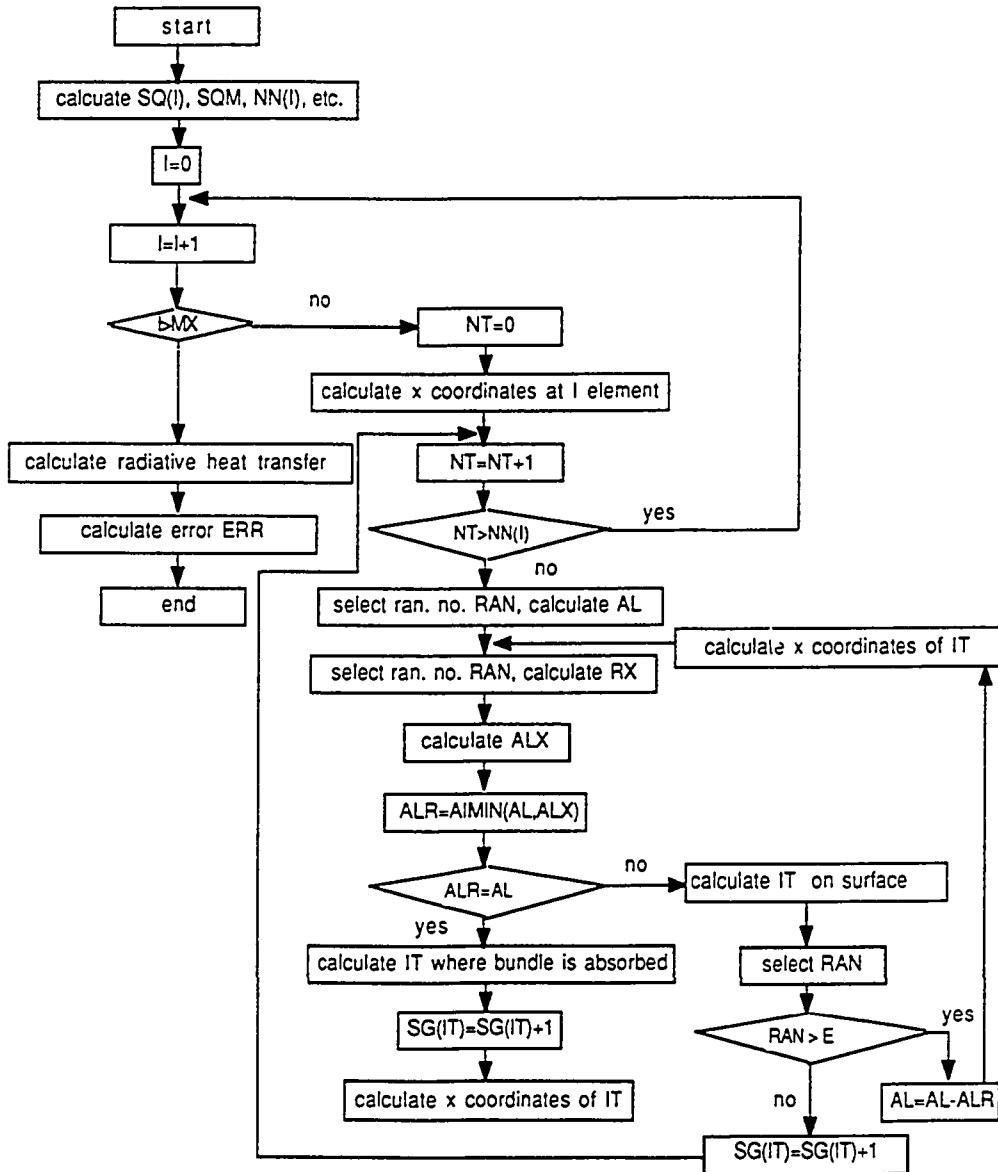 start
calcuate SQ(I), SQM, NN(I), etc.
I=0
I=I+1
I>MX
no
NT=0
calculate x coordinates at I element
NT=NT+1
NT>NN(I)
yes
no
calculate radiative heat transfer
calculate error ERR
end
select ran. no. RAN, calculate AL
calculate x coordinates of IT
select ran. no. RAN, calculate RX
calculate ALX
ALR=AIMIN(AL,ALX)
ALR=AL
no
yes
calculate IT on surface
calculate IT where bundle is absorbed
select RAN
SG(IT)=SG(IT)+1
RAN>E
yes
no
calculate x coordinates of IT
AL=AL-ALR
SG(IT)=SG(IT)+1